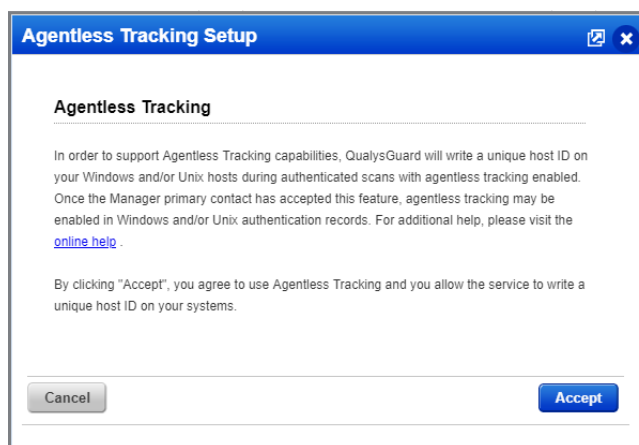 Agentless Tracking Setup
Agentless Tracking
In order to support Agentless Tracking capabilities, QualysGuard will write a unique host ID on
your Windows and/or Unix hosts during authenticated scans with agentless tracking enabled.
Once the Manager primary contact has accepted this feature, agentless tracking may be
enabled in Windows and/or Unix authentication records. For additional help, please visit the
online help .
By clicking "Accept", you agree to use Agentless Tracking and you allow the service to write a
unique host ID on your systems.
Cancel
Accept